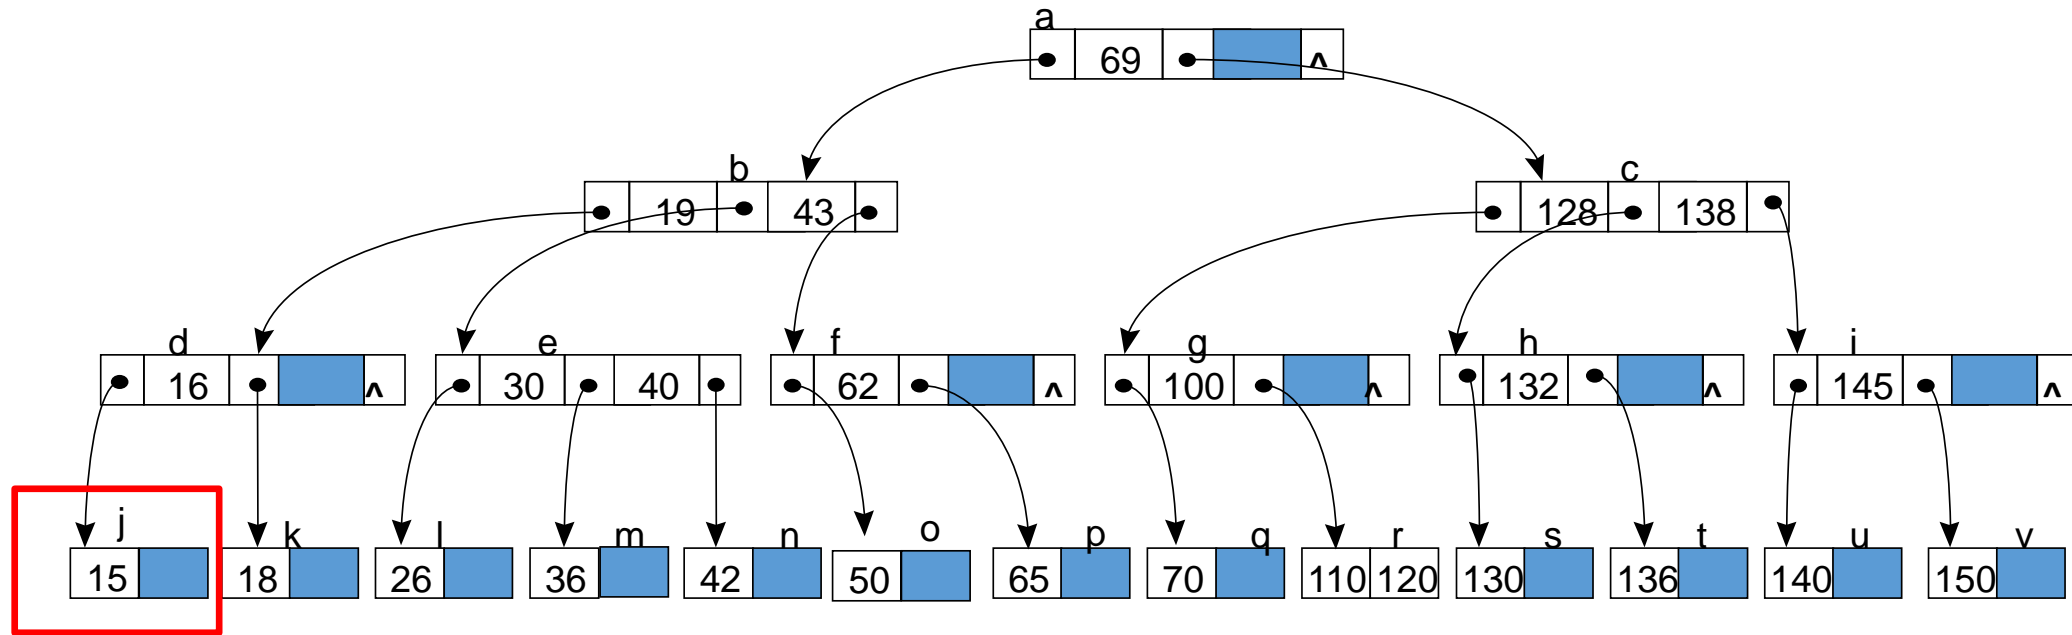 a
69 ^
b c
19 43 128 138
d e f g h i
16 ^ 30 40 62 ^ 100 ^ 132 ^ 145 ^
j k l m n o p q r s t u v
15 18 26 36 42 50 65 70 110 120 130 136 140 150